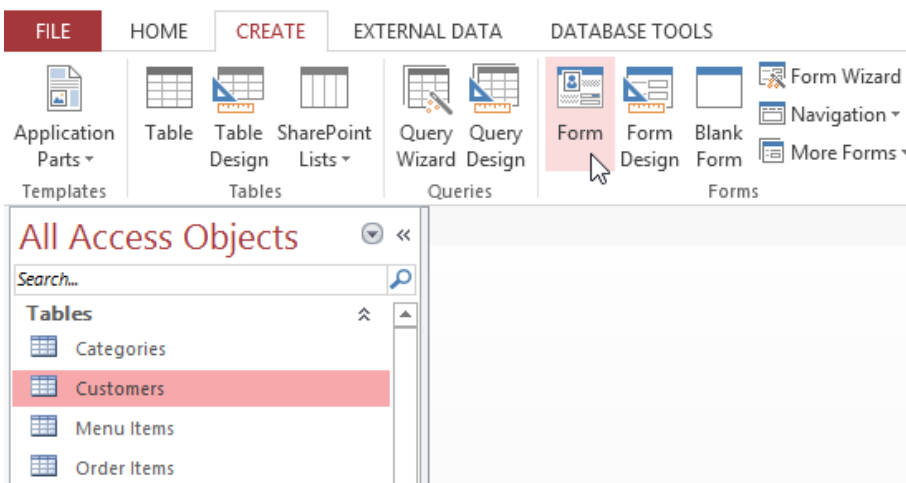 FILE HOME CREATE EXTERNAL DATA DATABASE TOOLS
Application Parts
Table
Table Design
SharePoint Lists
Query Wizard
Query Design
Form
Form Design
Blank Form
Form Wizard
Navigation
More Forms
Templates Tables Queries Forms
All Access Objects
Search...
Tables
Categories
Customers
Menu Items
Order Items